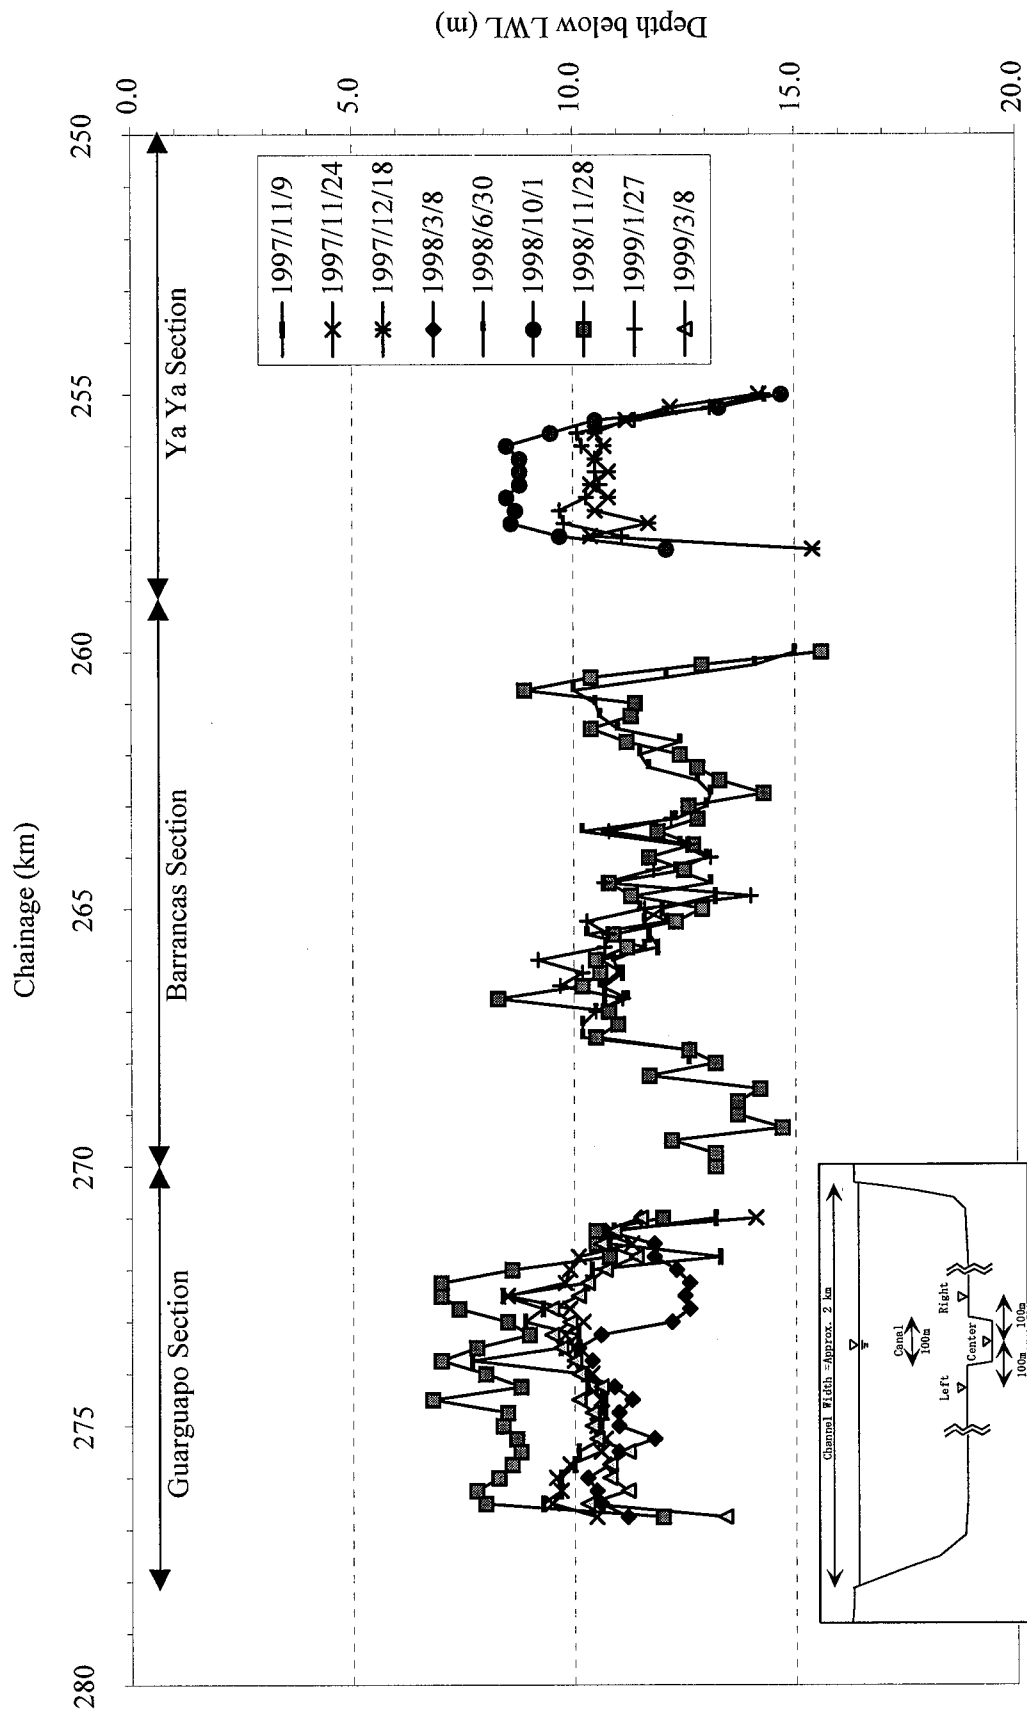 Chainage (km)
280
275
270
265
260
255
250
Guarguapo Section
Barrancas Section
Ya Ya Section
0.0
5.0
10.0
15.0
20.0
Depth below LWL (m)
1997/11/9
1997/11/24
1997/12/18
1998/3/8
1998/6/30
1998/10/1
1998/11/28
1999/1/27
1999/3/8
Channel Width =Approx. 2 km
Canal
100m
Left
Center
Right
100m
100m